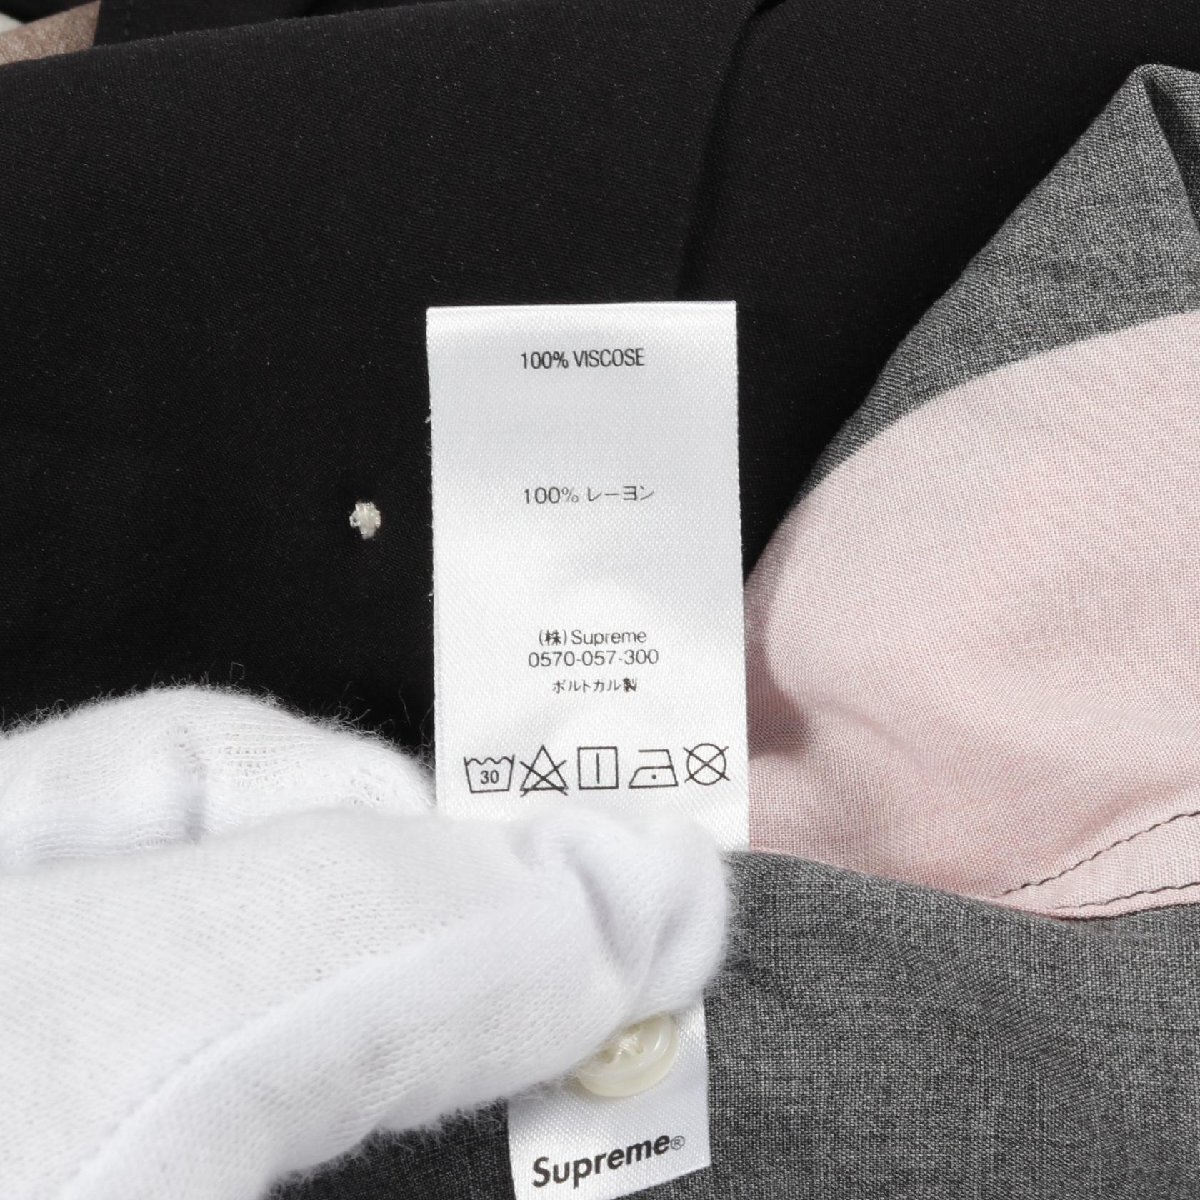 100% VISCOSE
100% レーヨン
(株)Supreme
0570-057-300
ポルトガル製
30
Supreme®